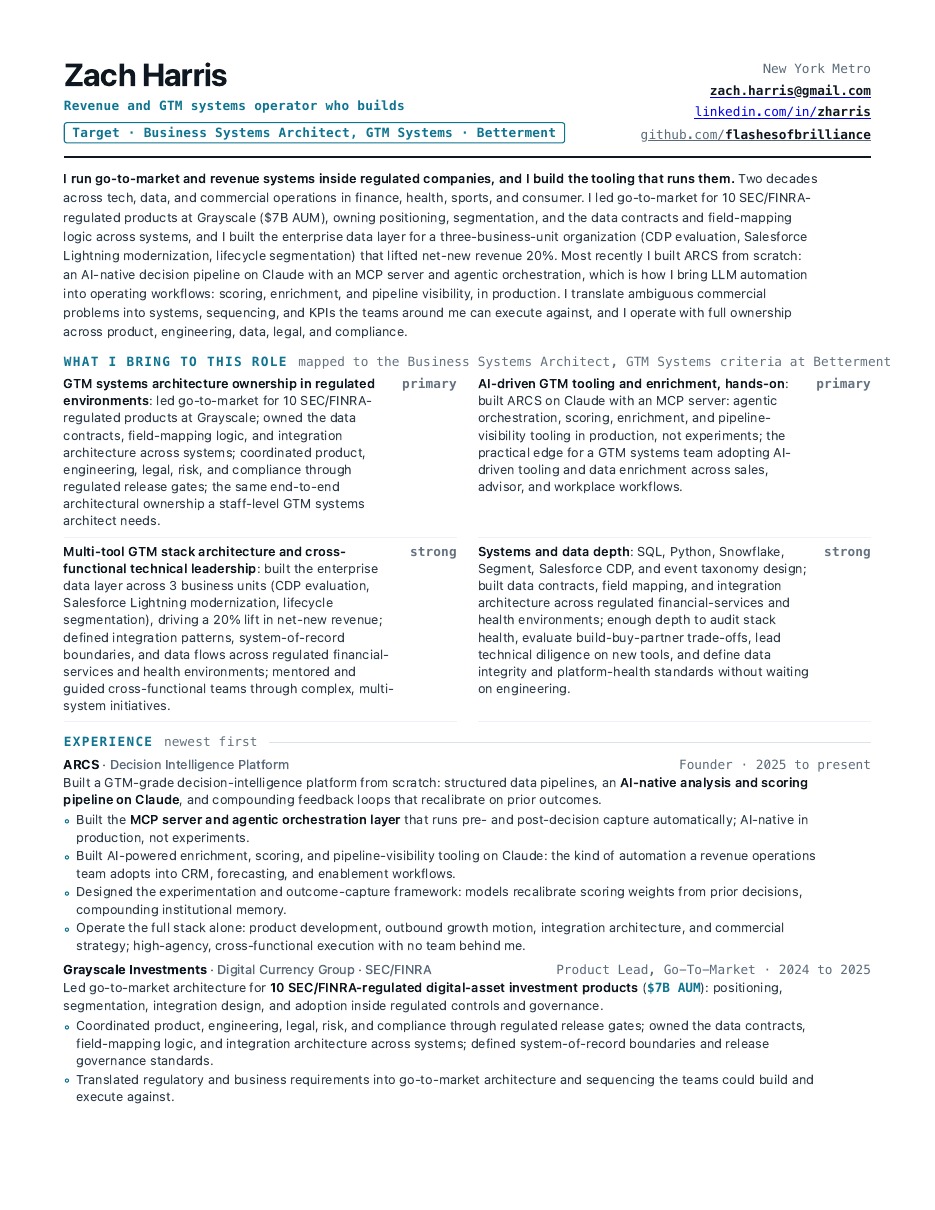 Zach Harris
Revenue and GTM systems operator who builds
Target · Business Systems Architect, GTM Systems · Betterment
New York Metro
zach.harris@gmail.com
linkedin.com/in/zharris
github.com/flashesofbrilliance
I run go-to-market and revenue systems inside regulated companies, and I build the tooling that runs them. Two decades
across tech, data, and commercial operations in finance, health, sports, and consumer. I led go-to-market for 10 SEC/FINRA-
regulated products at Grayscale ($7B AUM), owning positioning, segmentation, and the data contracts and field-mapping
logic across systems, and I built the enterprise data layer for a three-business-unit organization (CDP evaluation, Salesforce
Lightning modernization, lifecycle segmentation) that lifted net-new revenue 20%. Most recently I built ARCS from scratch:
an AI-native decision pipeline on Claude with an MCP server and agentic orchestration, which is how I bring LLM automation
into operating workflows: scoring, enrichment, and pipeline visibility, in production. I translate ambiguous commercial
problems into systems, sequencing, and KPIs the teams around me can execute against, and I operate with full ownership
across product, engineering, data, legal, and compliance.
WHAT I BRING TO THIS ROLE mapped to the Business Systems Architect, GTM Systems criteria at Betterment
GTM systems architecture ownership in regulated primary
environments: led go-to-market for 10 SEC/FINRA-
regulated products at Grayscale; owned the data
contracts, field-mapping logic, and integration
architecture across systems; coordinated product,
engineering, legal, risk, and compliance through
regulated release gates; the same end-to-end
architectural ownership a staff-level GTM systems
architect needs.
AI-driven GTM tooling and enrichment, hands-on: primary
built ARCS on Claude with an MCP server: agentic
orchestration, scoring, enrichment, and pipeline-
visibility tooling in production, not experiments; the
practical edge for a GTM systems team adopting AI-
driven tooling and data enrichment across sales,
advisor, and workplace workflows.
Multi-tool GTM stack architecture and cross- strong
functional technical leadership: built the enterprise
data layer across 3 business units (CDP evaluation,
Salesforce Lightning modernization, lifecycle
segmentation), driving a 20% lift in net-new revenue;
defined integration patterns, system-of-record
boundaries, and data flows across regulated financial-
services and health environments; mentored and
guided cross-functional teams through complex, multi-
system initiatives.
Systems and data depth: SQL, Python, Snowflake, strong
Segment, Salesforce CDP, and event taxonomy design;
built data contracts, field mapping, and integration
architecture across regulated financial-services and
health environments; enough depth to audit stack
health, evaluate build-buy-partner trade-offs, lead
technical diligence on new tools, and define data
integrity and platform-health standards without waiting
on engineering.
EXPERIENCE newest first
ARCS · Decision Intelligence Platform Founder · 2025 to present
Built a GTM-grade decision-intelligence platform from scratch: structured data pipelines, an AI-native analysis and scoring
pipeline on Claude, and compounding feedback loops that recalibrate on prior outcomes.
Built the MCP server and agentic orchestration layer that runs pre- and post-decision capture automatically; AI-native in
production, not experiments.
Built AI-powered enrichment, scoring, and pipeline-visibility tooling on Claude: the kind of automation a revenue operations
team adopts into CRM, forecasting, and enablement workflows.
Designed the experimentation and outcome-capture framework: models recalibrate scoring weights from prior decisions,
compounding institutional memory.
Operate the full stack alone: product development, outbound growth motion, integration architecture, and commercial
strategy; high-agency, cross-functional execution with no team behind me.
Grayscale Investments · Digital Currency Group · SEC/FINRA Product Lead, Go-To-Market · 2024 to 2025
Led go-to-market architecture for 10 SEC/FINRA-regulated digital-asset investment products ($7B AUM): positioning,
segmentation, integration design, and adoption inside regulated controls and governance.
Coordinated product, engineering, legal, risk, and compliance through regulated release gates; owned the data contracts,
field-mapping logic, and integration architecture across systems; defined system-of-record boundaries and release
governance standards.
Translated regulatory and business requirements into go-to-market architecture and sequencing the teams could build and
execute against.